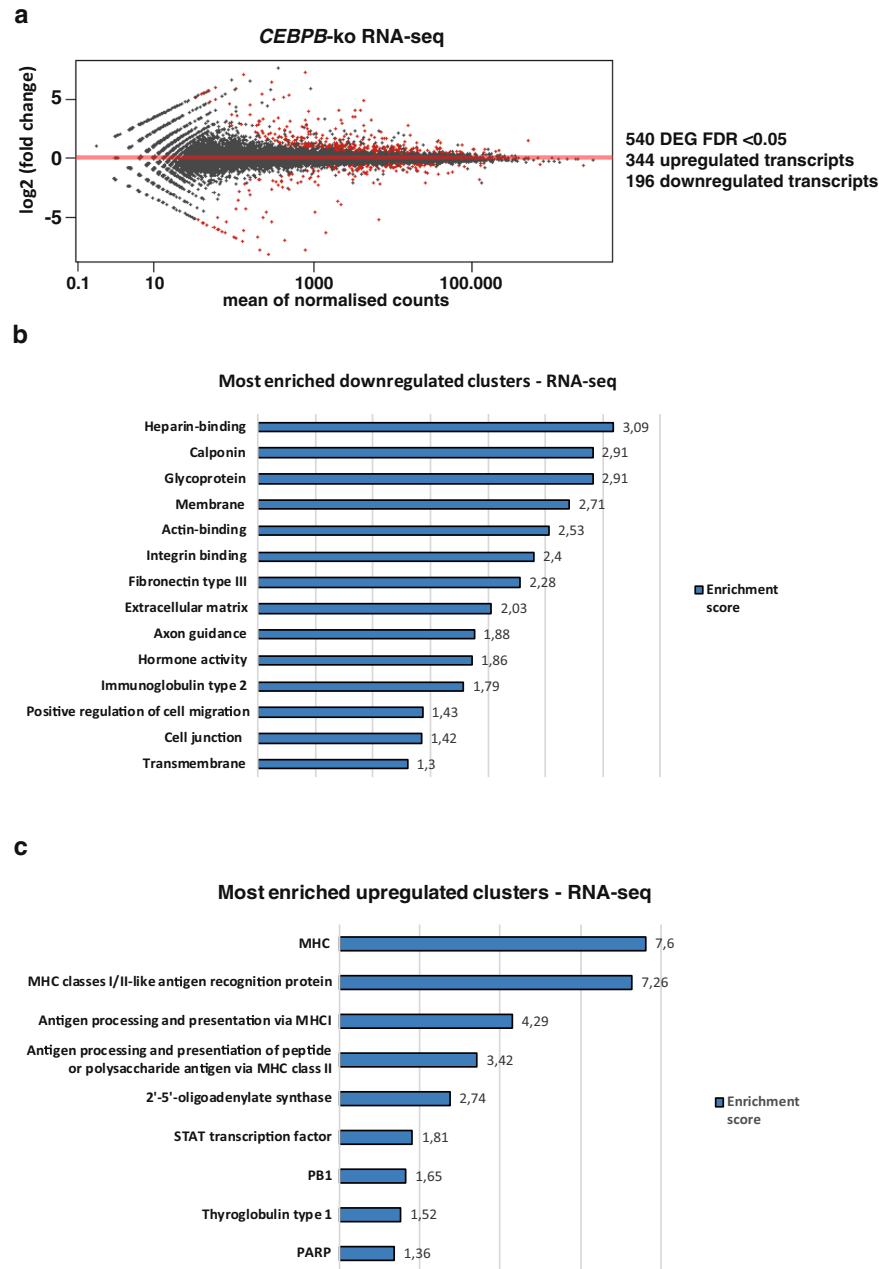 a
CEBPB-ko RNA-seq
log2 (fold change)
5
0
-5
0.1
10
1000
100.000
mean of normalised counts
540 DEG FDR <0.05
344 upregulated transcripts
196 downregulated transcripts
b
Most enriched downregulated clusters - RNA-seq
Heparin-binding 3,09
Calponin 2,91
Glycoprotein 2,91
Membrane 2,71
Actin-binding 2,53
Integrin binding 2,4
Fibronectin type III 2,28
Extracellular matrix 2,03
Axon guidance 1,88
Hormone activity 1,86
Immunoglobulin type 2 1,79
Positive regulation of cell migration 1,43
Cell junction 1,42
Transmembrane 1,3
Enrichment
score
c
Most enriched upregulated clusters - RNA-seq
MHC 7,6
MHC classes I/II-like antigen recognition protein 7,26
Antigen processing and presentation via MHCI 4,29
Antigen processing and presentiation of peptide
or polysaccharide antigen via MHC class II 3,42
2'-5'-oligoadenylate synthase 2,74
STAT transcription factor 1,81
PB1 1,65
Thyroglobulin type 1 1,52
PARP 1,36
Enrichment
score